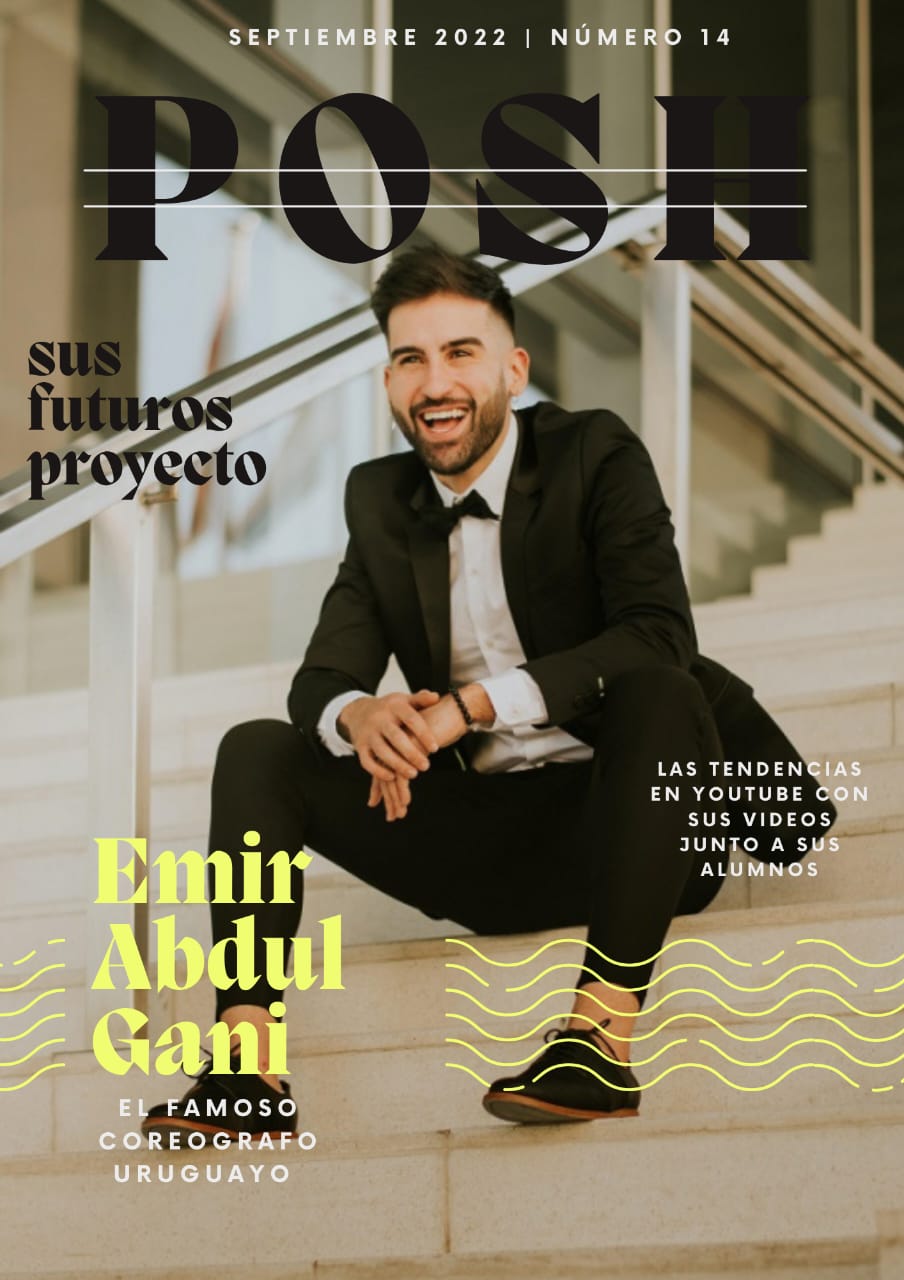 SEPTIEMBRE 2022 | NÚMERO 14
POSH
sus
futuros
proyecto
LAS TENDENCIAS
EN YOUTUBE CON
SUS VIDEOS
JUNTO A SUS
ALUMNOS
Emir
Abdul
Gani
EL FAMOSO
COREOGRAFO
URUGUAYO